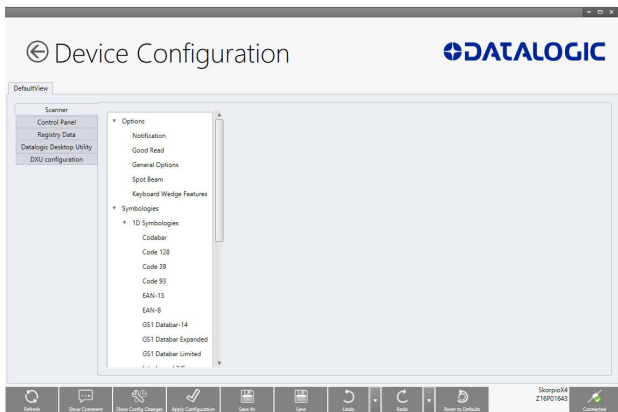 Device Configuration
DATALOGIC
DefaultView
Scanner
Control Panel
Registry Data
Datalogic Desktop Utility
DXU configuration
Options
Notification
Good Read
General Options
Spot Beam
Keyboard Wedge Features
Symbologies
1D Symbologies
Codabar
Code 128
Code 39
Code 93
EAN-13
EAN-8
GS1 Databar-14
GS1 Databar Expanded
GS1 Databar Limited
Refresh
Show Comment
Show Config Changes
Apply Configuration
Save As
Save
Undo
Redo
Reset to Defaults
SkorpioX4
Z16P01643
Connected